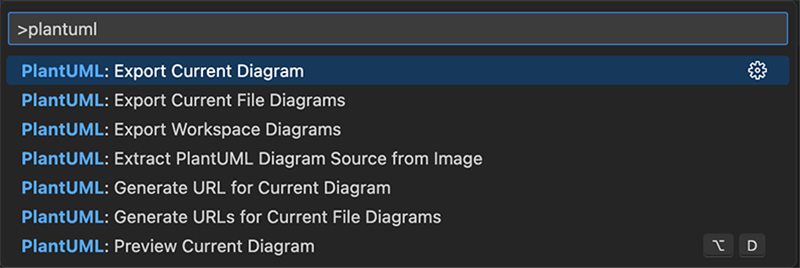 >plantuml
PlantUML: Export Current Diagram
PlantUML: Export Current File Diagrams
PlantUML: Export Workspace Diagrams
PlantUML: Extract PlantUML Diagram Source from Image
PlantUML: Generate URL for Current Diagram
PlantUML: Generate URLs for Current File Diagrams
PlantUML: Preview Current Diagram ⌥ D